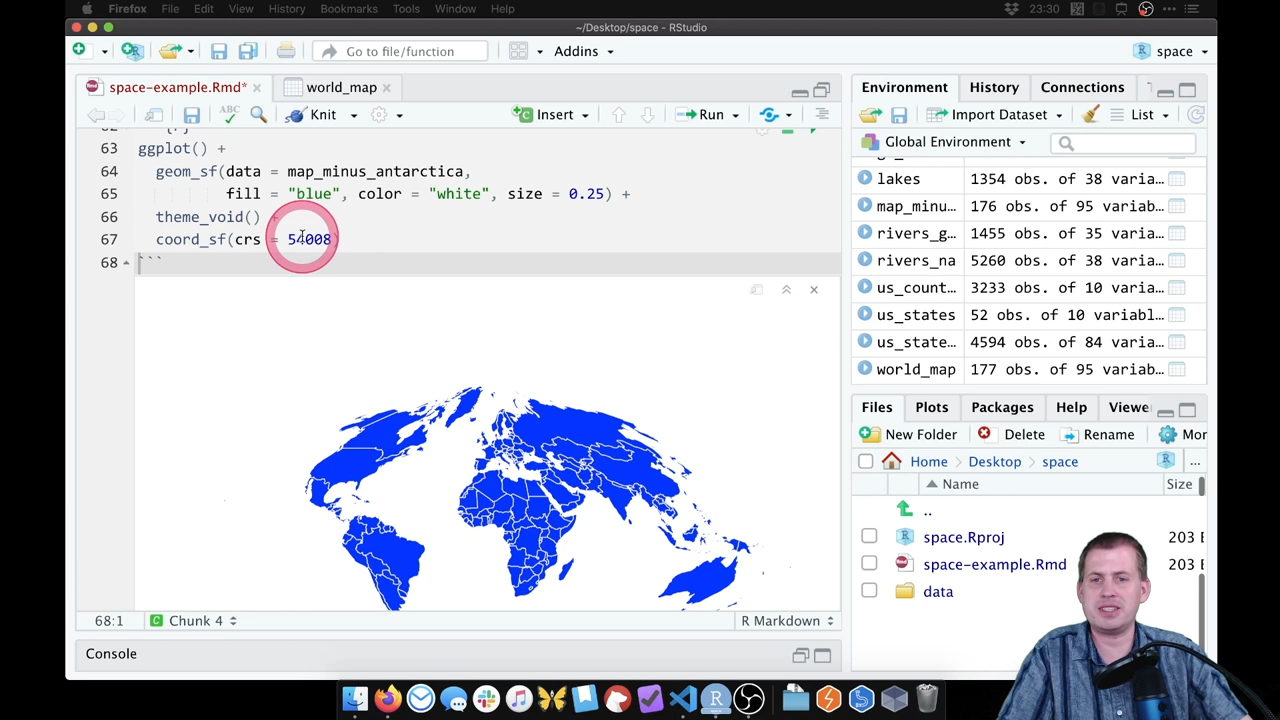 Firefox File Edit View History Bookmarks Tools Window Help 23:30
~/Desktop/space - RStudio
Go to file/function Addins space
space-example.Rmd* world_map
ABC Knit Insert Run
63 ggplot() +
64 geom_sf(data = map_minus_antarctica,
65 fill = "blue", color = "white", size = 0.25) +
66 theme_void() +
67 coord_sf(crs = 54008)
68 ```
68:1 Chunk 4 R Markdown
Console
Environment History Connections
Import Dataset List
Global Environment
lakes 1354 obs. of 38 varia…
map_minu… 176 obs. of 95 varia…
rivers_g… 1455 obs. of 35 varia…
rivers_na 5260 obs. of 38 varia…
us_count… 3233 obs. of 10 varia…
us_states 52 obs. of 10 variabl…
us_state… 4594 obs. of 84 varia…
world_map 177 obs. of 95 varia…
Files Plots Packages Help Viewe
New Folder Delete Rename Mor
Home Desktop space ...
Name Size
..
space.Rproj 203
space-example.Rmd 203
data